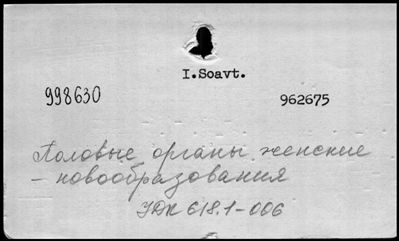 I.Soavt.
998630 962675
Половые органы женские
- новообразования
УДК 618.1-006